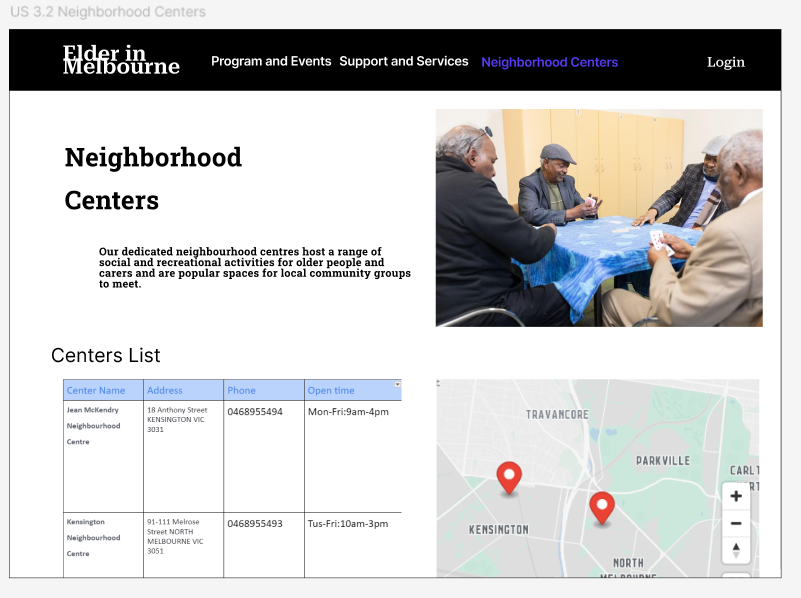 US 3.2 Neighborhood Centers
Elder in
Melbourne
Program and Events
Support and Services
Neighborhood Centers
Login
Neighborhood
Centers
Our dedicated neighbourhood centres host a range of
social and recreational activities for older people and
carers and are popular spaces for local community groups
to meet.
Centers List
Center Name
Address
Phone
Open time
Jean McKendry
Neighbourhood
Centre
18 Anthony Street
KENSINGTON VIC
3031
0468955494
Mon-Fri:9am-4pm
Kensington
Neighbourhood
Centre
91-111 Melrose
Street NORTH
MELBOURNE VIC
3051
0468955493
Tus-Fri:10am-3pm
TRAVANCORE
PARKVILLE
CARLT
RT
KENSINGTON
NORTH
MELBOURNE